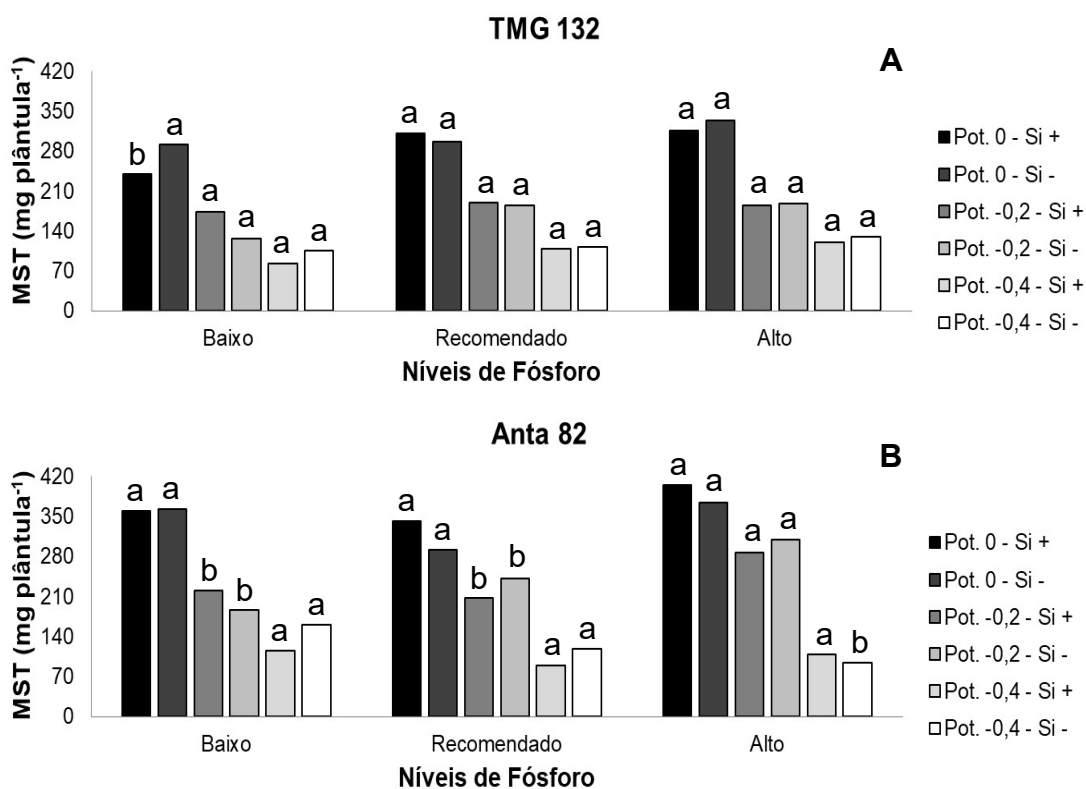 TMG 132
A
MST (mg plântula⁻¹)
420
350
280
210
140
70
0
b a a a a a
a a a a a a
a a a a a a
Baixo Recomendado Alto
Níveis de Fósforo
Pot. 0 - Si +
Pot. 0 - Si -
Pot. -0,2 - Si +
Pot. -0,2 - Si -
Pot. -0,4 - Si +
Pot. -0,4 - Si -
Anta 82
B
MST (mg plântula⁻¹)
420
350
280
210
140
70
0
a a b b a a
a a b b a a
a a a a a b
Baixo Recomendado Alto
Níveis de Fósforo
Pot. 0 - Si +
Pot. 0 - Si -
Pot. -0,2 - Si +
Pot. -0,2 - Si -
Pot. -0,4 - Si +
Pot. -0,4 - Si -